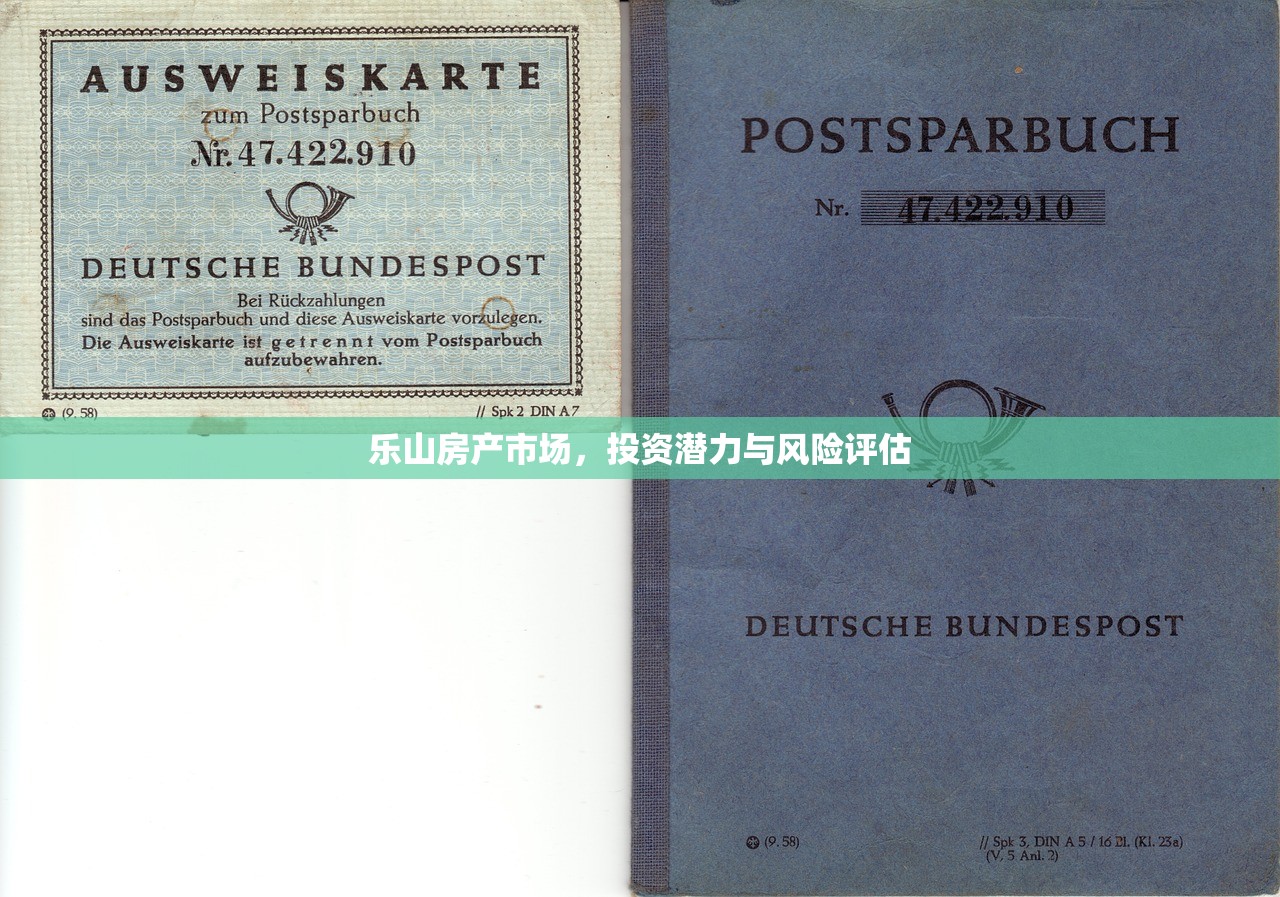 AUSWEISKARTE
zum Postsparbuch
Nr. 47.422.910
DEUTSCHE BUNDESPOST
Bei Rückzahlungen
sind das Postsparbuch und diese Ausweiskarte vorzulegen.
Die Ausweiskarte ist getrennt vom Postsparbuch
aufzubewahren.
(9. 58)
// Spk 2 DIN A 7
POSTSPARBUCH
Nr. 47.422.910
乐山房产市场，投资潜力与风险评估
DEUTSCHE BUNDESPOST
(9. 58)
// Spk 3, DIN A 5 / 16 Bl. (Kl. 23a)
(V, 5 Anl. 2)